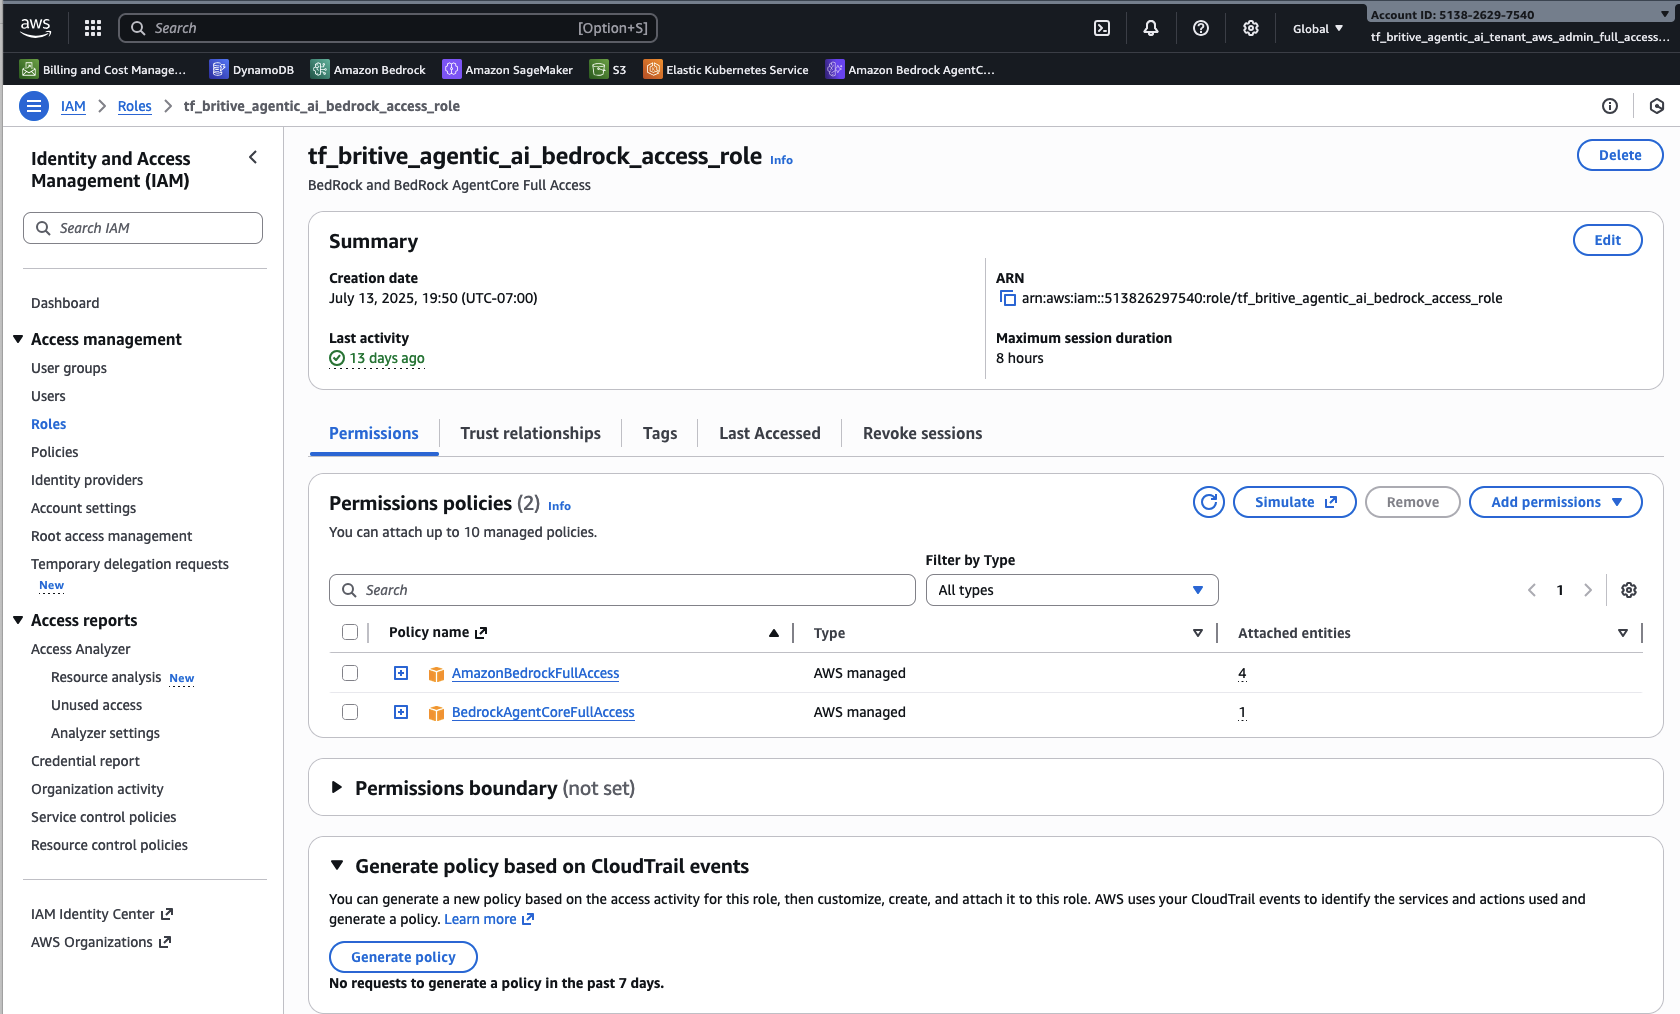 aws
Search
[Option+S]
Global
Account ID: 5138-2629-7540
tf_britive_agentic_ai_tenant_aws_admin_full_access...
Billing and Cost Manage...
DynamoDB
Amazon Bedrock
Amazon SageMaker
S3
Elastic Kubernetes Service
Amazon Bedrock AgentC...
IAM
Roles
tf_britive_agentic_ai_bedrock_access_role
Identity and Access
Management (IAM)
Search IAM
Dashboard
Access management
User groups
Users
Roles
Policies
Identity providers
Account settings
Root access management
Temporary delegation requests
New
Access reports
Access Analyzer
Resource analysis New
Unused access
Analyzer settings
Credential report
Organization activity
Service control policies
Resource control policies
IAM Identity Center
AWS Organizations
tf_britive_agentic_ai_bedrock_access_role Info
Delete
BedRock and BedRock AgentCore Full Access
Summary
Edit
Creation date
July 13, 2025, 19:50 (UTC-07:00)
ARN
arn:aws:iam::513826297540:role/tf_britive_agentic_ai_bedrock_access_role
Last activity
13 days ago
Maximum session duration
8 hours
Permissions
Trust relationships
Tags
Last Accessed
Revoke sessions
Permissions policies (2) Info
Simulate
Remove
Add permissions
You can attach up to 10 managed policies.
Filter by Type
Search
All types
1
Policy name
Type
Attached entities
AmazonBedrockFullAccess
AWS managed
4
BedrockAgentCoreFullAccess
AWS managed
1
Permissions boundary (not set)
Generate policy based on CloudTrail events
You can generate a new policy based on the access activity for this role, then customize, create, and attach it to this role. AWS uses your CloudTrail events to identify the services and actions used and
generate a policy. Learn more
Generate policy
No requests to generate a policy in the past 7 days.